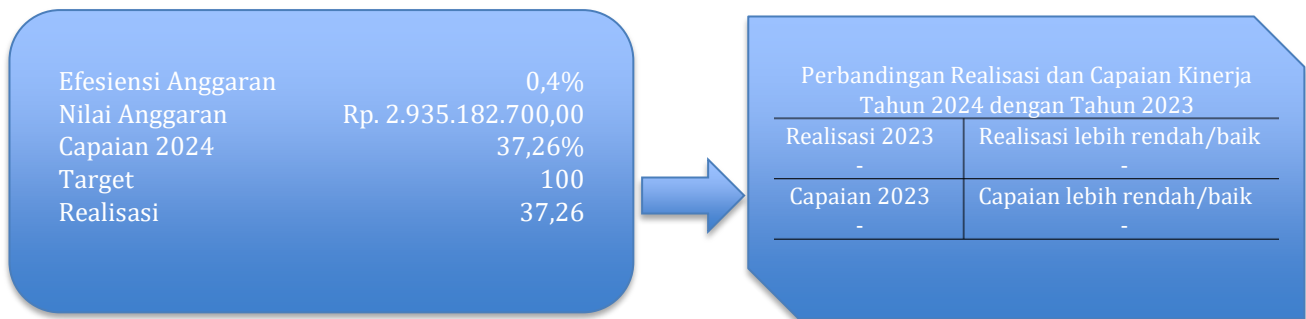 Efesiensi Anggaran 0,4%
Nilai Anggaran Rp. 2.935.182.700,00
Capaian 2024 37,26%
Target 100
Realisasi 37,26
Perbandingan Realisasi dan Capaian Kinerja
Tahun 2024 dengan Tahun 2023
Realisasi 2023 Realisasi lebih rendah/baik
- -
Capaian 2023 Capaian lebih rendah/baik
- -